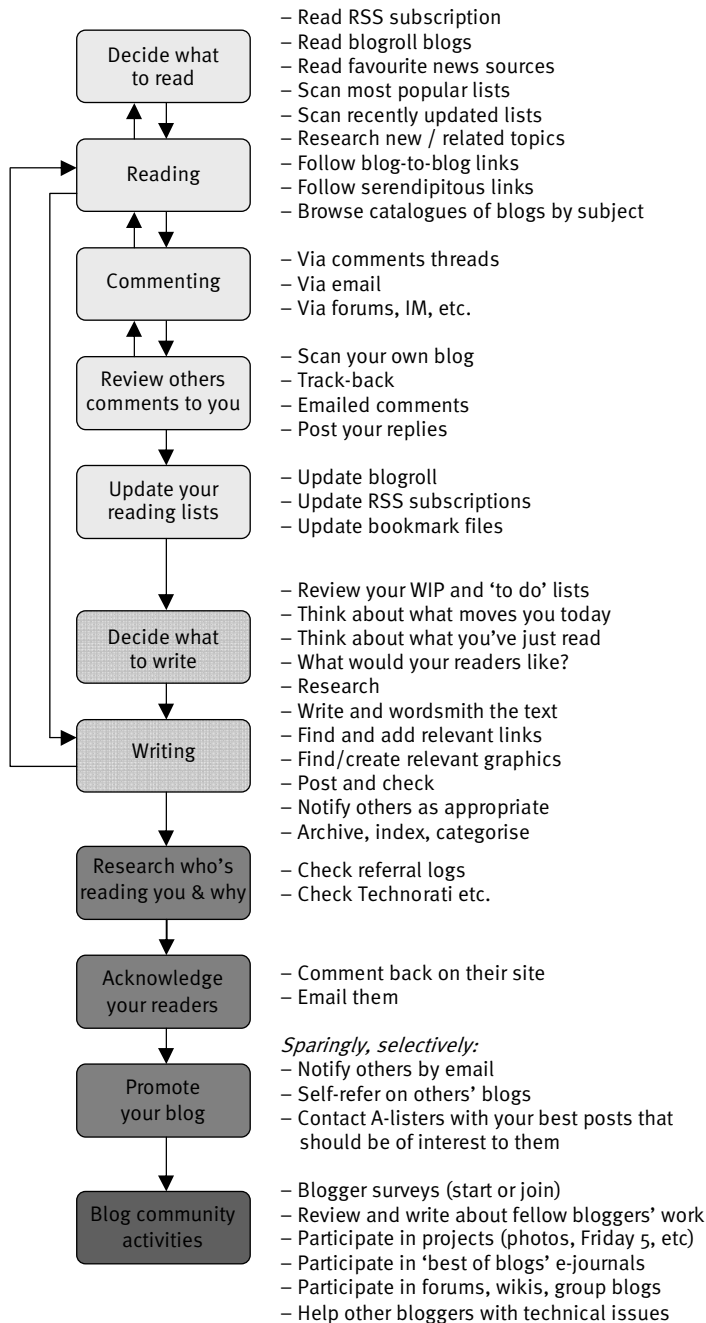 Decide what
to read
– Read RSS subscription
– Read blogroll blogs
– Read favourite news sources
– Scan most popular lists
– Scan recently updated lists
– Research new / related topics
– Follow blog-to-blog links
– Follow serendipitous links
– Browse catalogues of blogs by subject
Reading
Commenting
– Via comments threads
– Via email
– Via forums, IM, etc.
Review others
comments to you
– Scan your own blog
– Track-back
– Emailed comments
– Post your replies
Update your
reading lists
– Update blogroll
– Update RSS subscriptions
– Update bookmark files
Decide what
to write
– Review your WIP and ‘to do’ lists
– Think about what moves you today
– Think about what you’ve just read
– What would your readers like?
– Research
– Write and wordsmith the text
– Find and add relevant links
– Find/create relevant graphics
– Post and check
– Notify others as appropriate
– Archive, index, categorise
Writing
Research who’s
reading you & why
– Check referral logs
– Check Technorati etc.
Acknowledge
your readers
– Comment back on their site
– Email them
Promote
your blog
Sparingly, selectively:
– Notify others by email
– Self-refer on others’ blogs
– Contact A-listers with your best posts that
should be of interest to them
Blog community
activities
– Blogger surveys (start or join)
– Review and write about fellow bloggers’ work
– Participate in projects (photos, Friday 5, etc)
– Participate in ‘best of blogs’ e-journals
– Participate in forums, wikis, group blogs
– Help other bloggers with technical issues